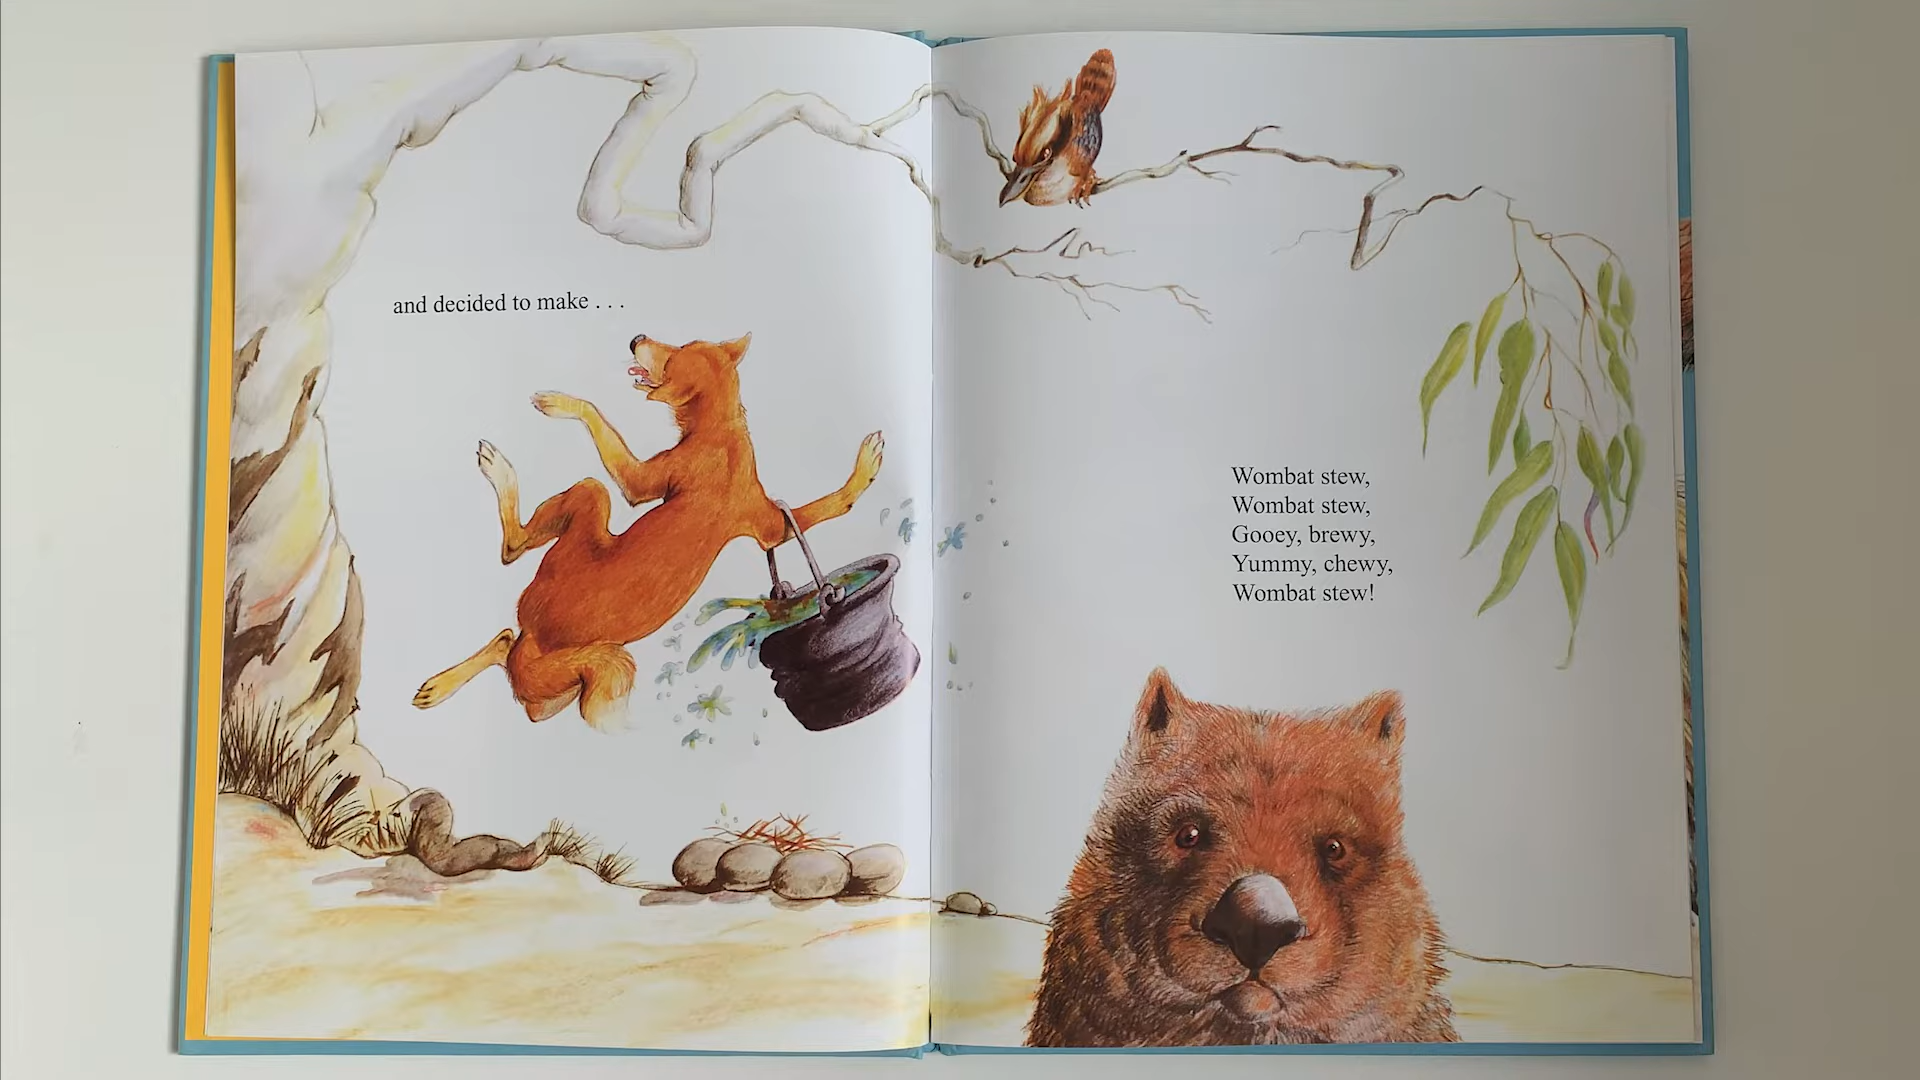 and decided to make . . .
Wombat stew,
Wombat stew,
Gooey, brewy,
Yummy, chewy,
Wombat stew!